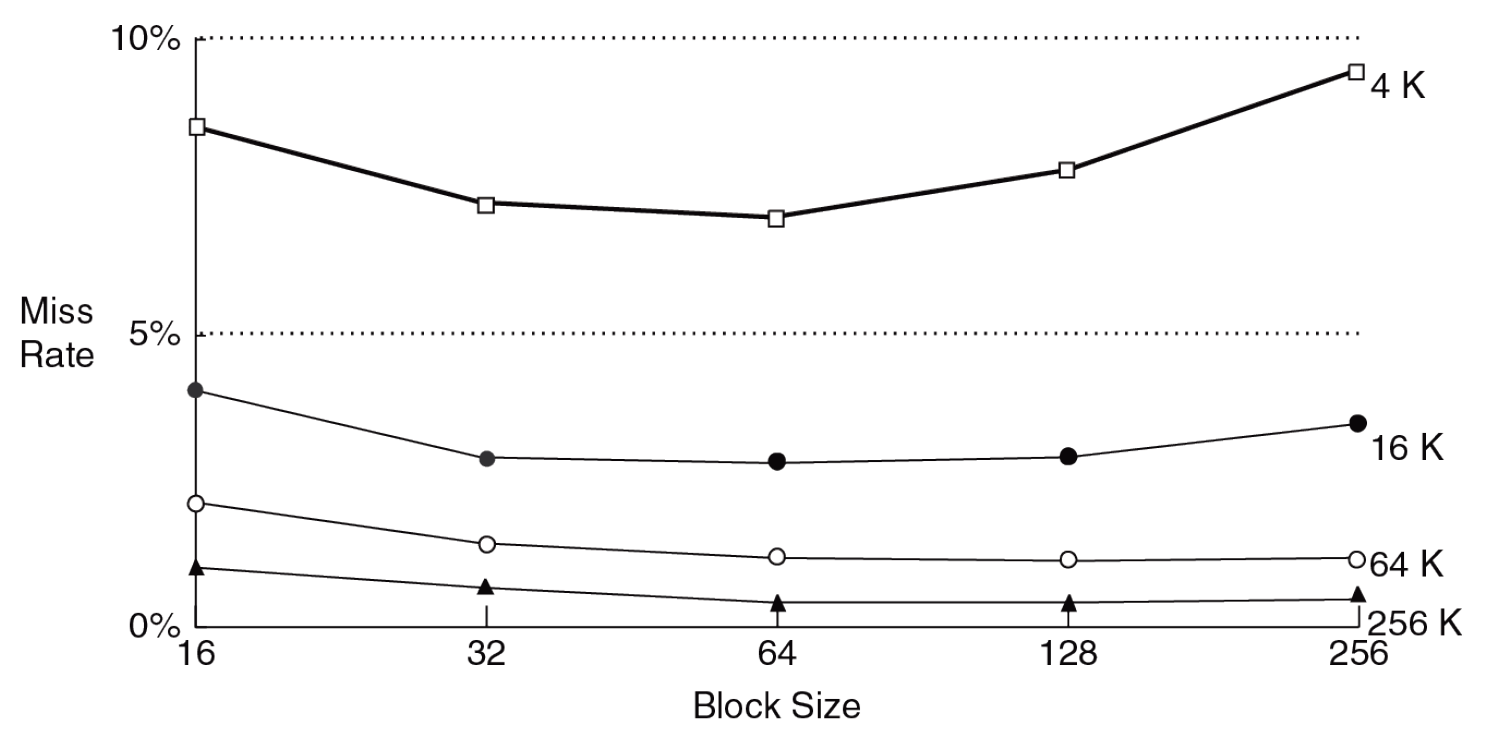 10%
4 K
Miss
Rate
5%
16 K
64 K
256 K
0%
16 32 64 128 256
Block Size